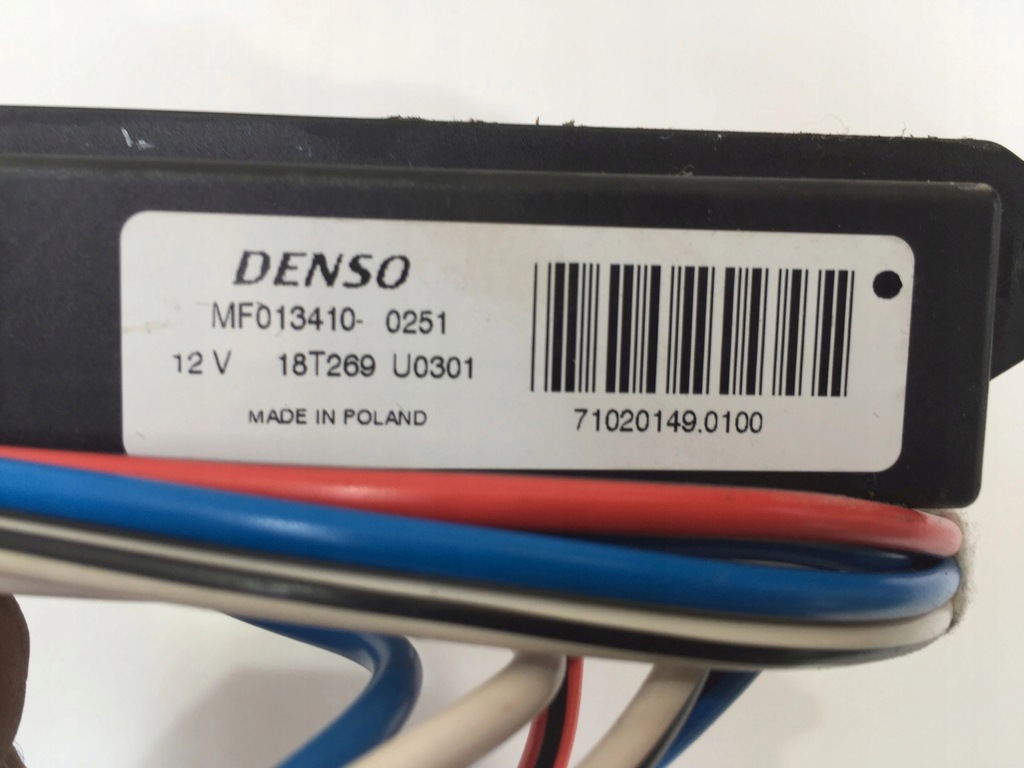 DENSO
MF013410- 0251
12 V 18T269 U0301
MADE IN POLAND
71020149.0100